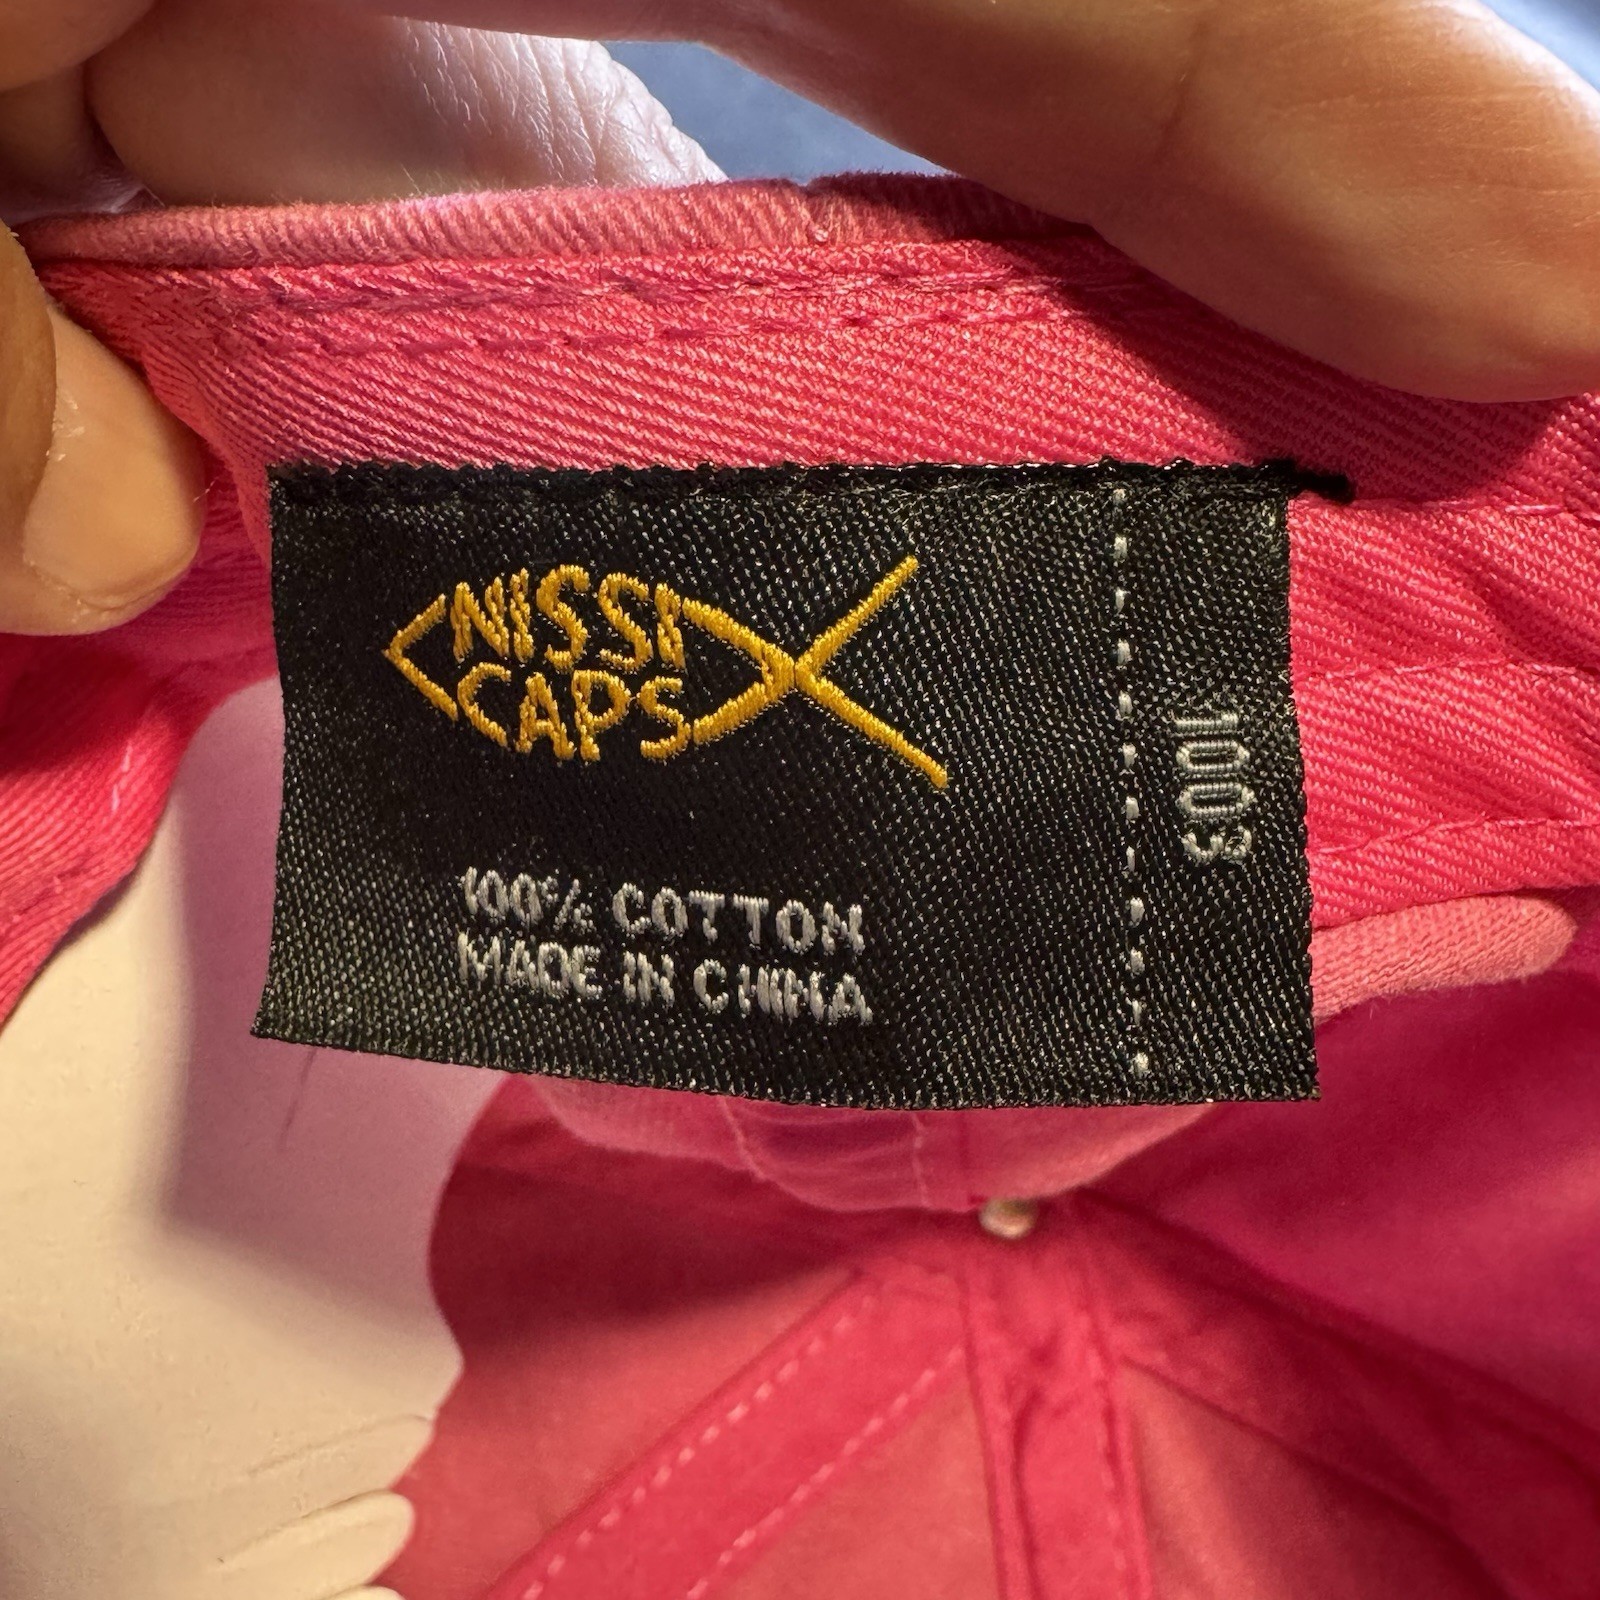 NISSI
CAPS
100% COTTON
MADE IN CHINA
1003